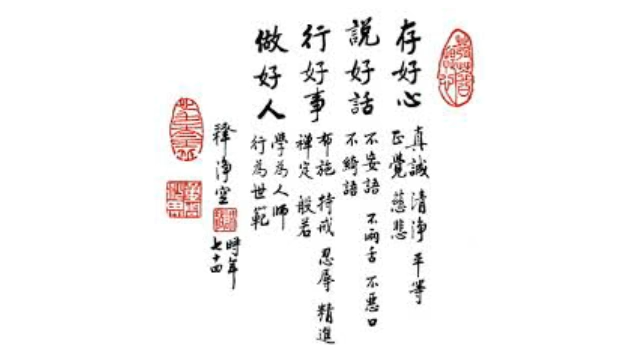 存好心
真誠 清淨 平等
正覺 慈悲
說好話
不妄語 不兩舌 不惡口
不綺語
行好事
布施 持戒 忍辱 精進
禪定 般若
做好人
學為人師
行為世範
釋淨空
時年
七十四